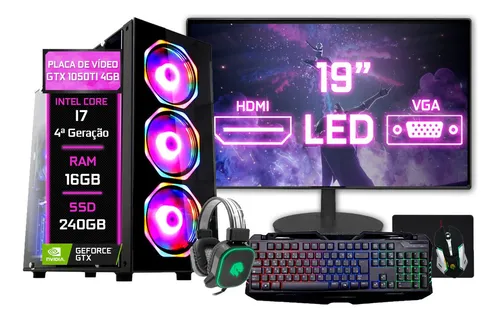 PLACA DE VÍDEO
GTX 1050TI 4GB
INTEL CORE
I7
4ª Geração
RAM
16GB
SSD
240GB
NVIDIA
GEFORCE
GTX
19”
HDMI
VGA
LED